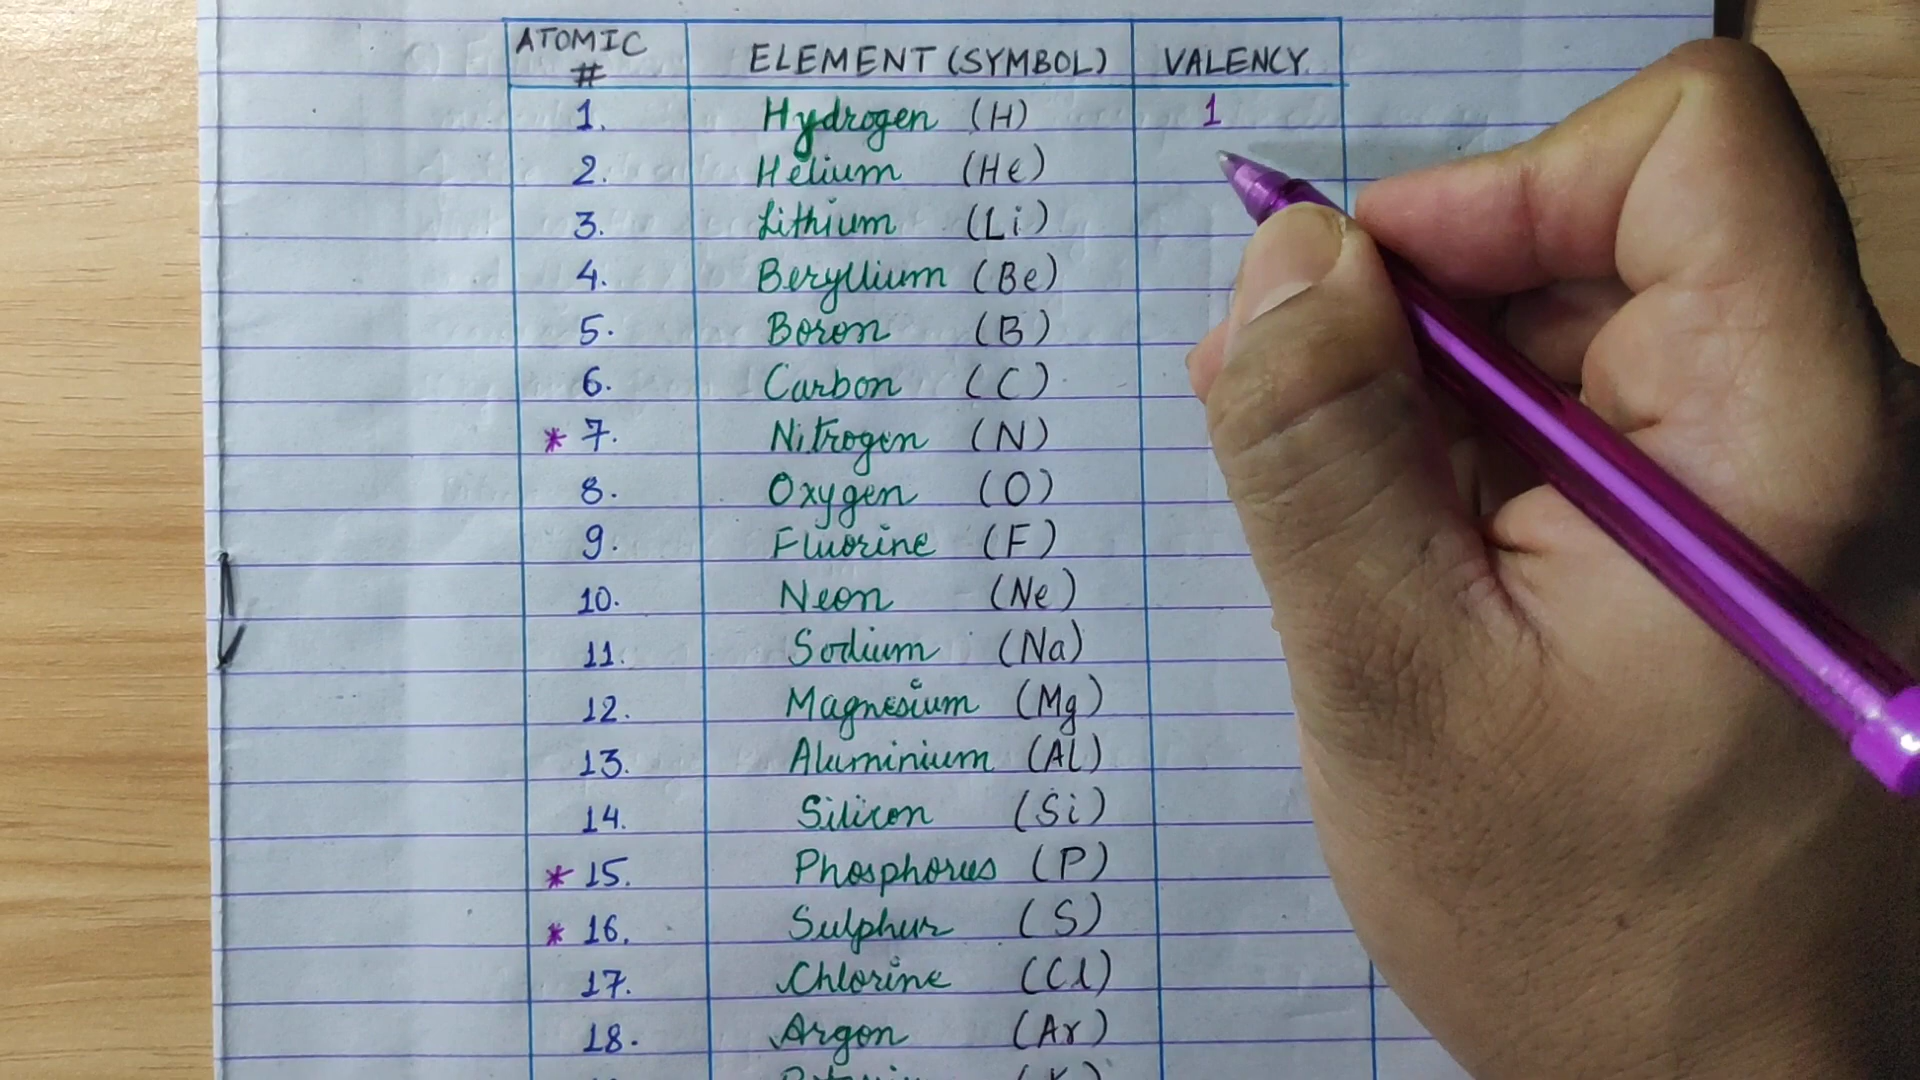 ATOMIC # ELEMENT (SYMBOL) VALENCY
1. Hydrogen (H) 1
2. Helium (He)
3. Lithium (Li)
4. Beryllium (Be)
5. Boron (B)
6. Carbon (C)
* 7. Nitrogen (N)
8. Oxygen (O)
9. Fluorine (F)
10. Neon (Ne)
11. Sodium (Na)
12. Magnesium (Mg)
13. Aluminium (Al)
14. Silicon (Si)
* 15. Phosphorus (P)
* 16. Sulphur (S)
17. Chlorine (Cl)
18. Argon (Ar)